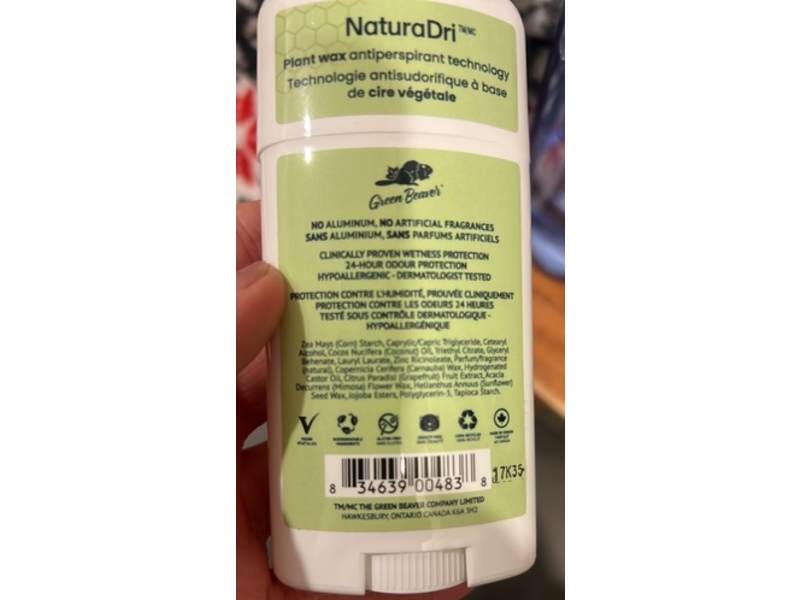 NaturaDri™/MC
Plant wax antiperspirant technology
Technologie antisudorifique à base
de cire végétale
Green Beaver
NO ALUMINUM, NO ARTIFICIAL FRAGRANCES
SANS ALUMINIUM, SANS PARFUMS ARTIFICIELS
CLINICALLY PROVEN WETNESS PROTECTION
24-HOUR ODOUR PROTECTION
HYPOALLERGENIC - DERMATOLOGIST TESTED
PROTECTION CONTRE L'HUMIDITÉ, PROUVÉE CLINIQUEMENT
PROTECTION CONTRE LES ODEURS 24 HEURES
TESTÉ SOUS CONTRÔLE DERMATOLOGIQUE -
HYPOALLERGÉNIQUE
Zea Mays (Corn) Starch, Caprylic/Capric Triglyceride, Cetearyl
Alcohol, Cocos Nucifera (Coconut) Oil, Triethyl Citrate, Glyceryl
Behenate, Lauryl Laurate, Zinc Ricinoleate, Parfum/fragrance
(natural), Copernicia Cerifera (Carnauba) Wax, Hydrogenated
Castor Oil, Citrus Paradisi (Grapefruit) Fruit Extract, Acacia
Decurrens (Mimosa) Flower Wax, Helianthus Annuus (Sunflower)
Seed Wax, Jojoba Esters, Polyglycerin-3, Tapioca Starch.
8 34639 00483 8
17K35
TM/MC THE GREEN BEAVER COMPANY LIMITED
HAWKESBURY, ONTARIO CANADA K6A 3H2